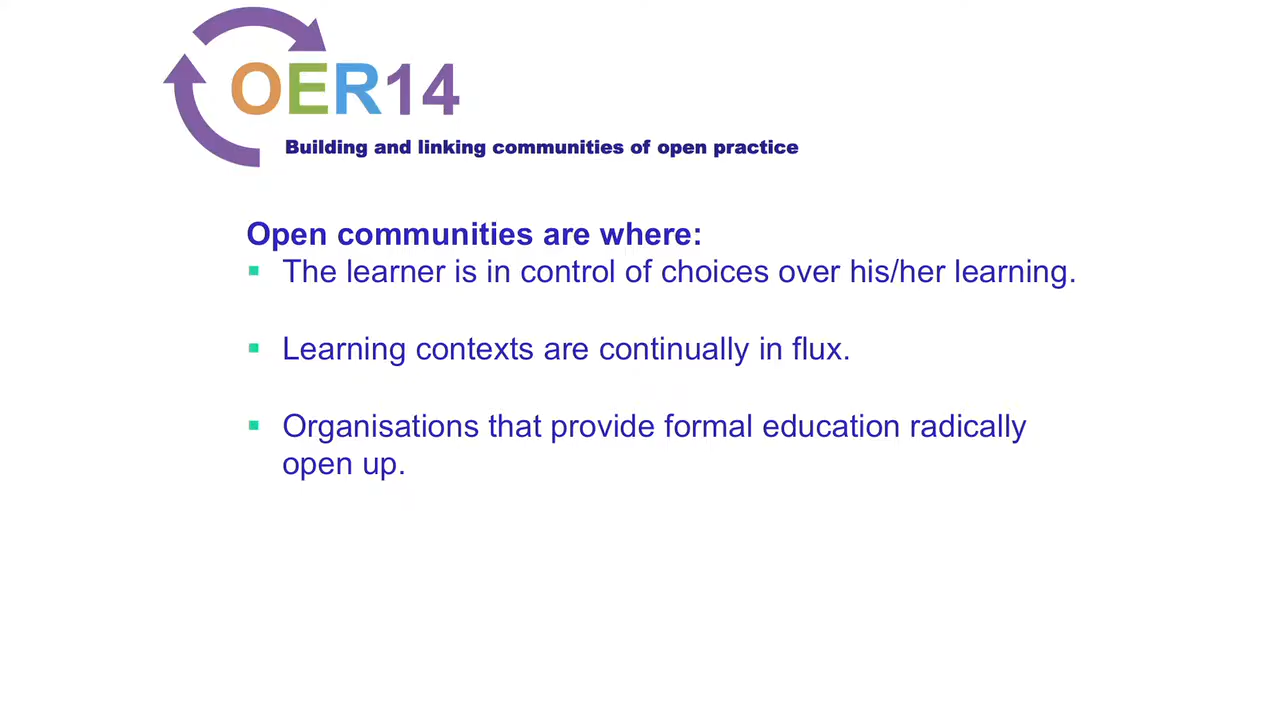 OER14
Building and linking communities of open practice
Open communities are where:
▪ The learner is in control of choices over his/her learning.
▪ Learning contexts are continually in flux.
▪ Organisations that provide formal education radically
open up.